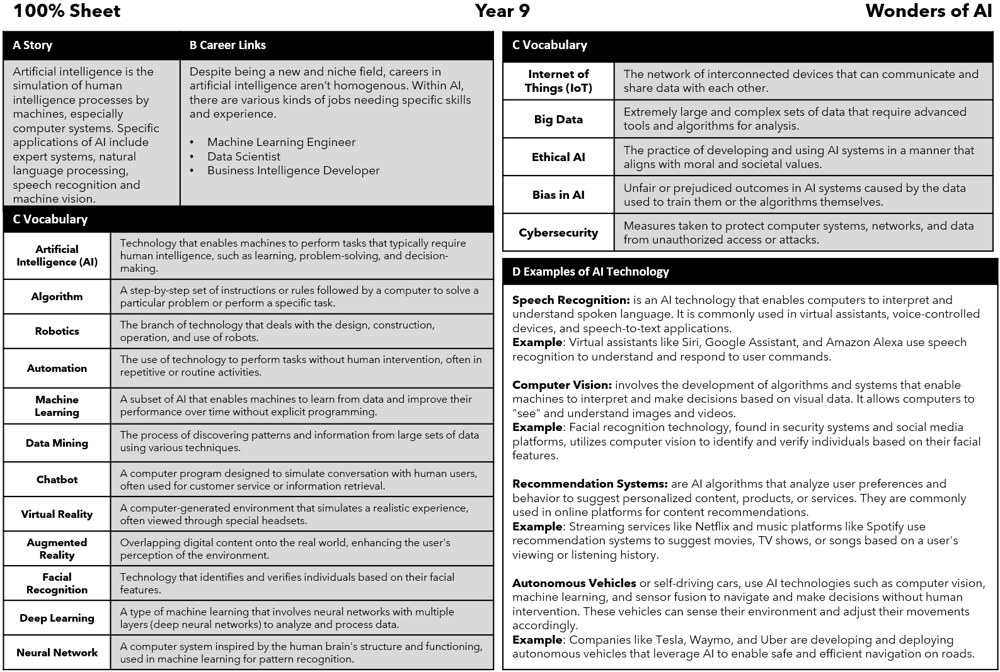 100% Sheet
Year 9
Wonders of AI
A Story
Artificial intelligence is the
simulation of human
intelligence processes by
machines, especially
computer systems. Specific
applications of AI include
expert systems, natural
language processing,
speech recognition and
machine vision.
B Career Links
Despite being a new and niche field, careers in
artificial intelligence aren't homogenous. Within AI,
there are various kinds of jobs needing specific skills
and experience.
• Machine Learning Engineer
• Data Scientist
• Business Intelligence Developer
C Vocabulary
Artificial
Intelligence (AI)
Technology that enables machines to perform tasks that typically require
human intelligence, such as learning, problem-solving, and decision-
making.
Algorithm
A step-by-step set of instructions or rules followed by a computer to solve a
particular problem or perform a specific task.
Robotics
The branch of technology that deals with the design, construction,
operation, and use of robots.
Automation
The use of technology to perform tasks without human intervention, often in
repetitive or routine activities.
Machine
Learning
A subset of AI that enables machines to learn from data and improve their
performance over time without explicit programming.
Data Mining
The process of discovering patterns and information from large sets of data
using various techniques.
Chatbot
A computer program designed to simulate conversation with human users,
often used for customer service or information retrieval.
Virtual Reality
A computer-generated environment that simulates a realistic experience,
often viewed through special headsets.
Augmented
Reality
Overlapping digital content onto the real world, enhancing the user's
perception of the environment.
Facial
Recognition
Technology that identifies and verifies individuals based on their facial
features.
Deep Learning
A type of machine learning that involves neural networks with multiple
layers (deep neural networks) to analyze and process data.
Neural Network
A computer system inspired by the human brain's structure and functioning,
used in machine learning for pattern recognition.
C Vocabulary
Internet of
Things (IoT)
The network of interconnected devices that can communicate and
share data with each other.
Big Data
Extremely large and complex sets of data that require advanced
tools and algorithms for analysis.
Ethical AI
The practice of developing and using AI systems in a manner that
aligns with moral and societal values.
Bias in AI
Unfair or prejudiced outcomes in AI systems caused by the data
used to train them or the algorithms themselves.
Cybersecurity
Measures taken to protect computer systems, networks, and data
from unauthorized access or attacks.
D Examples of AI Technology
Speech Recognition: is an AI technology that enables computers to interpret and
understand spoken language. It is commonly used in virtual assistants, voice-controlled
devices, and speech-to-text applications.
Example: Virtual assistants like Siri, Google Assistant, and Amazon Alexa use speech
recognition to understand and respond to user commands.
Computer Vision: involves the development of algorithms and systems that enable
machines to interpret and make decisions based on visual data. It allows computers to
"see" and understand images and videos.
Example: Facial recognition technology, found in security systems and social media
platforms, utilizes computer vision to identify and verify individuals based on their facial
features.
Recommendation Systems: are AI algorithms that analyze user preferences and
behavior to suggest personalized content, products, or services. They are commonly
used in online platforms for content recommendations.
Example: Streaming services like Netflix and music platforms like Spotify use
recommendation systems to suggest movies, TV shows, or songs based on a user's
viewing or listening history.
Autonomous Vehicles or self-driving cars, use AI technologies such as computer vision,
machine learning, and sensor fusion to navigate and make decisions without human
intervention. These vehicles can sense their environment and adjust their movements
accordingly.
Example: Companies like Tesla, Waymo, and Uber are developing and deploying
autonomous vehicles that leverage AI to enable safe and efficient navigation on roads.